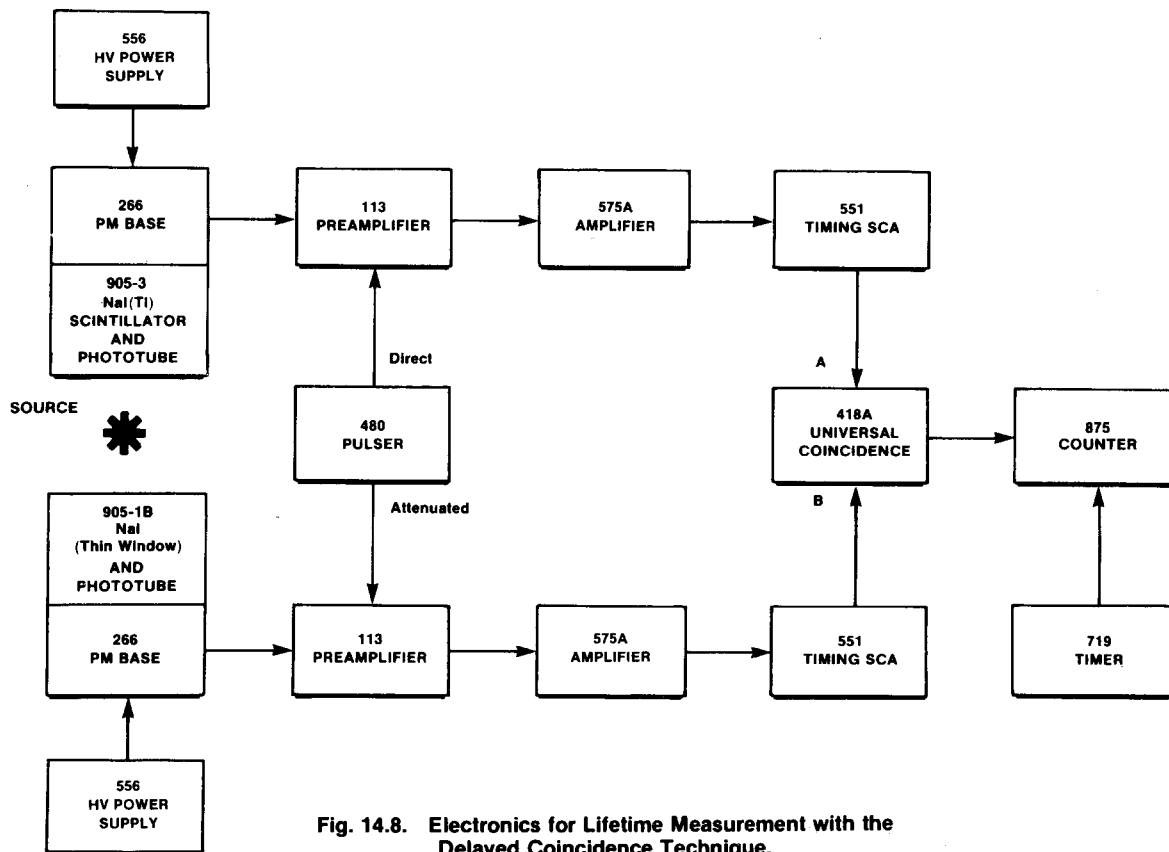 556
HV POWER
SUPPLY
266
PM BASE
113
PREAMPLIFIER
575A
AMPLIFIER
551
TIMING SCA
905-3
NaI(Tl)
SCINTILLATOR
AND
PHOTOTUBE
Direct
A
SOURCE
480
PULSER
418A
UNIVERSAL
COINCIDENCE
875
COUNTER
Attenuated
B
905-1B
NaI
(Thin Window)
AND
PHOTOTUBE
266
PM BASE
113
PREAMPLIFIER
575A
AMPLIFIER
551
TIMING SCA
719
TIMER
556
HV POWER
SUPPLY
Fig. 14.8. Electronics for Lifetime Measurement with the
Delayed Coincidence Technique.